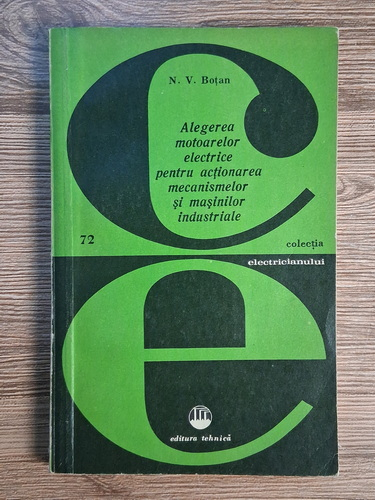 N. V. Boțan
Alegerea
motoarelor
electrice
pentru acționarea
mecanismelor
și mașinilor
industriale
72
colecția
electricianului
c
e
editura tehnică